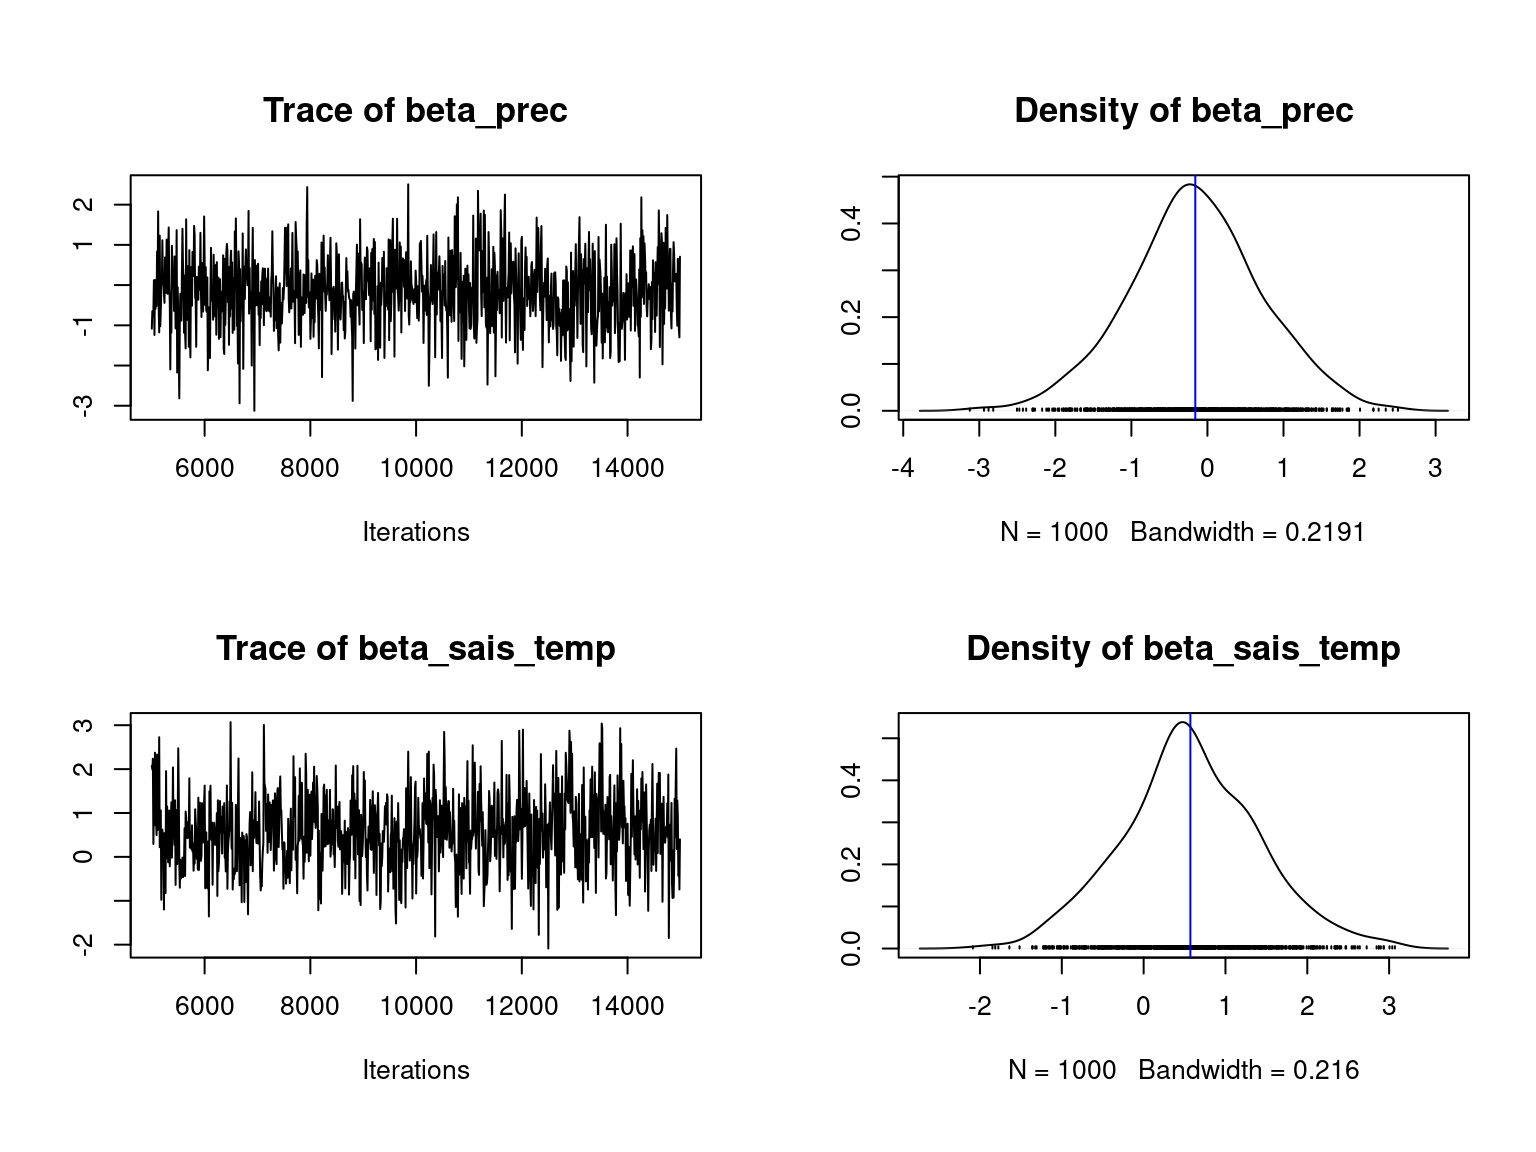 Trace of beta_prec
2
1
-1
-3
6000 8000 10000 12000 14000
Iterations
Density of beta_prec
0.4
0.2
0.0
-4 -3 -2 -1 0 1 2 3
N = 1000 Bandwidth = 0.2191
Trace of beta_sais_temp
3
2
1
0
-2
6000 8000 10000 12000 14000
Iterations
Density of beta_sais_temp
0.4
0.2
0.0
-2 -1 0 1 2 3
N = 1000 Bandwidth = 0.216